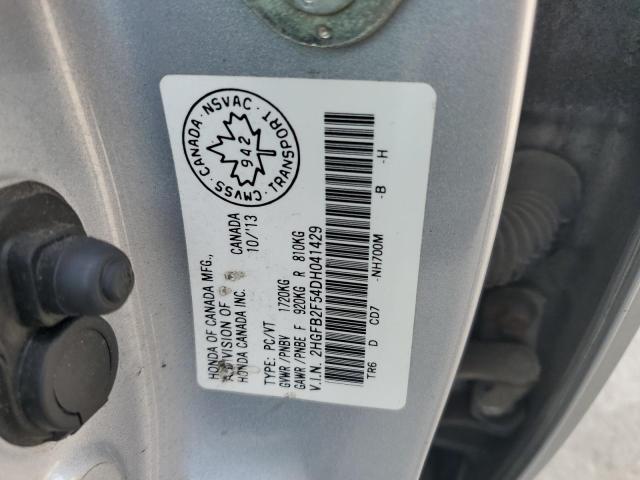 CMVSS · CANADA · NSVAC · TRANSPORT
942
HONDA OF CANADA MFG., CANADA
DIVISION OF 10/'13
HONDA CANADA INC.
TYPE: PC/VT
GVWR /PNBV 1720KG
GAWR /PNBE F 920KG R 810KG
V.I.N. 2HGFB2F54DH041429
TR6 D CD7 -NH700M -B -H